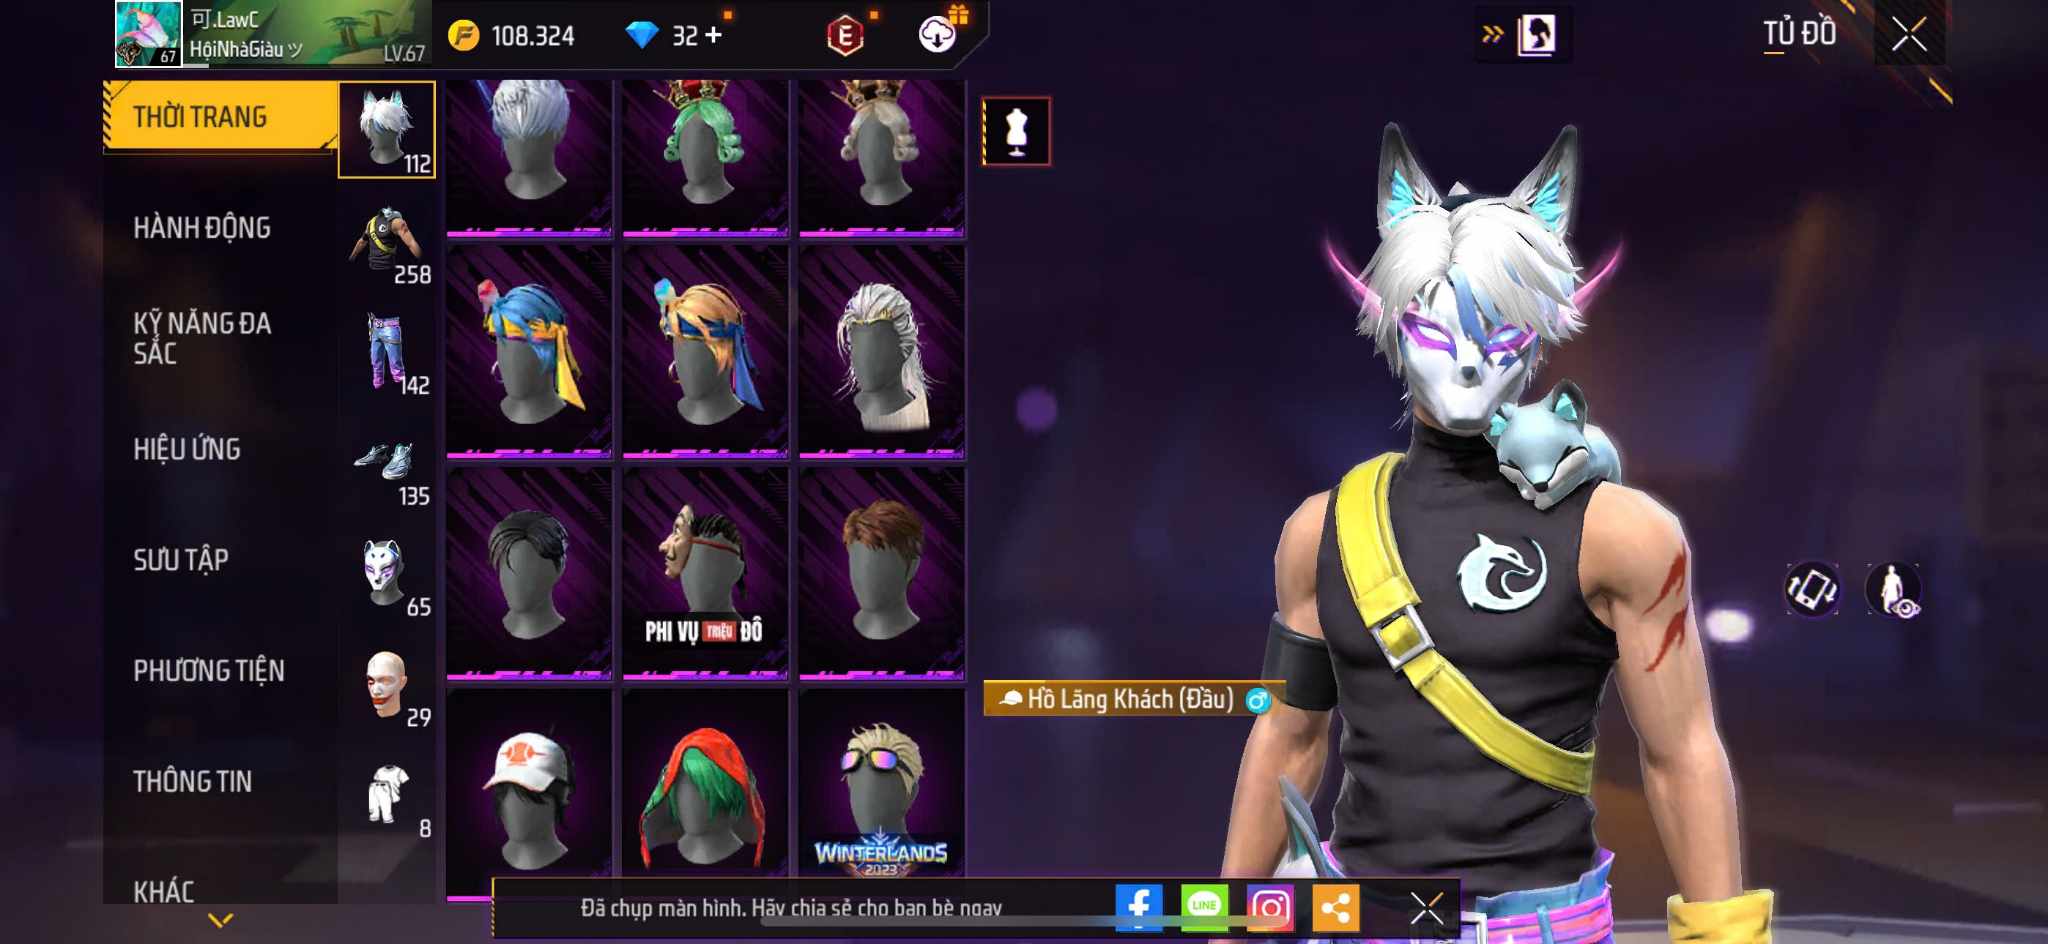 可.LawC
HộiNhàGiàu ツ
67
LV.67
108.324
32 +
E
TỦ ĐỒ
THỜI TRANG
112
HÀNH ĐỘNG
258
KỸ NĂNG ĐA
SẮC
142
HIỆU ỨNG
135
SƯU TẬP
65
PHƯƠNG TIỆN
29
THÔNG TIN
8
KHÁC
PHI VỤ TRIỆU ĐÔ
WINTERLANDS
2023
Hồ Lãng Khách (Đầu)
Đã chụp màn hình. Hãy chia sẻ cho bạn bè ngay
LINE